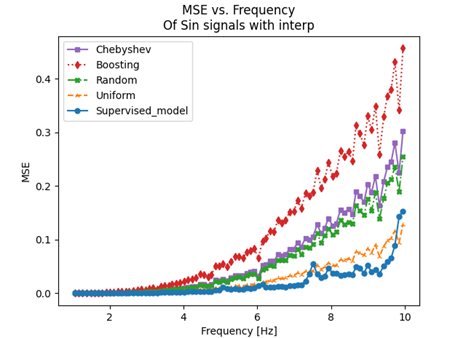 MSE vs. Frequency
Of Sin signals with interp
Chebyshev
Boosting
Random
Uniform
Supervised_model
MSE
0.4
0.3
0.2
0.1
0.0
2
4
6
8
10
Frequency [Hz]